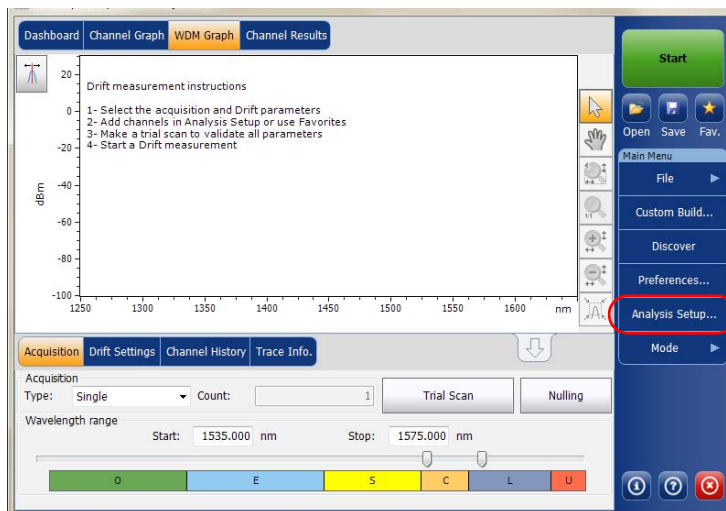 Dashboard Channel Graph WDM Graph Channel Results
Start
20
Drift measurement instructions
0
1- Select the acquisition and Drift parameters
2- Add channels in Analysis Setup or use Favorites
3- Make a trial scan to validate all parameters
-20
4- Start a Drift measurement
Open Save Fav.
Main Menu
File
-40
dBm
1:1
Custom Build...
-60
Discover
-80
Preferences...
-100
1250 1300 1350 1400 1450 1500 1550 1600 nm
Analysis Setup...
Mode
Acquisition Drift Settings Channel History Trace Info.
Acquisition
Type: Single Count: 1 Trial Scan Nulling
Wavelength range
Start: 1535.000 nm Stop: 1575.000 nm
O E S C L U